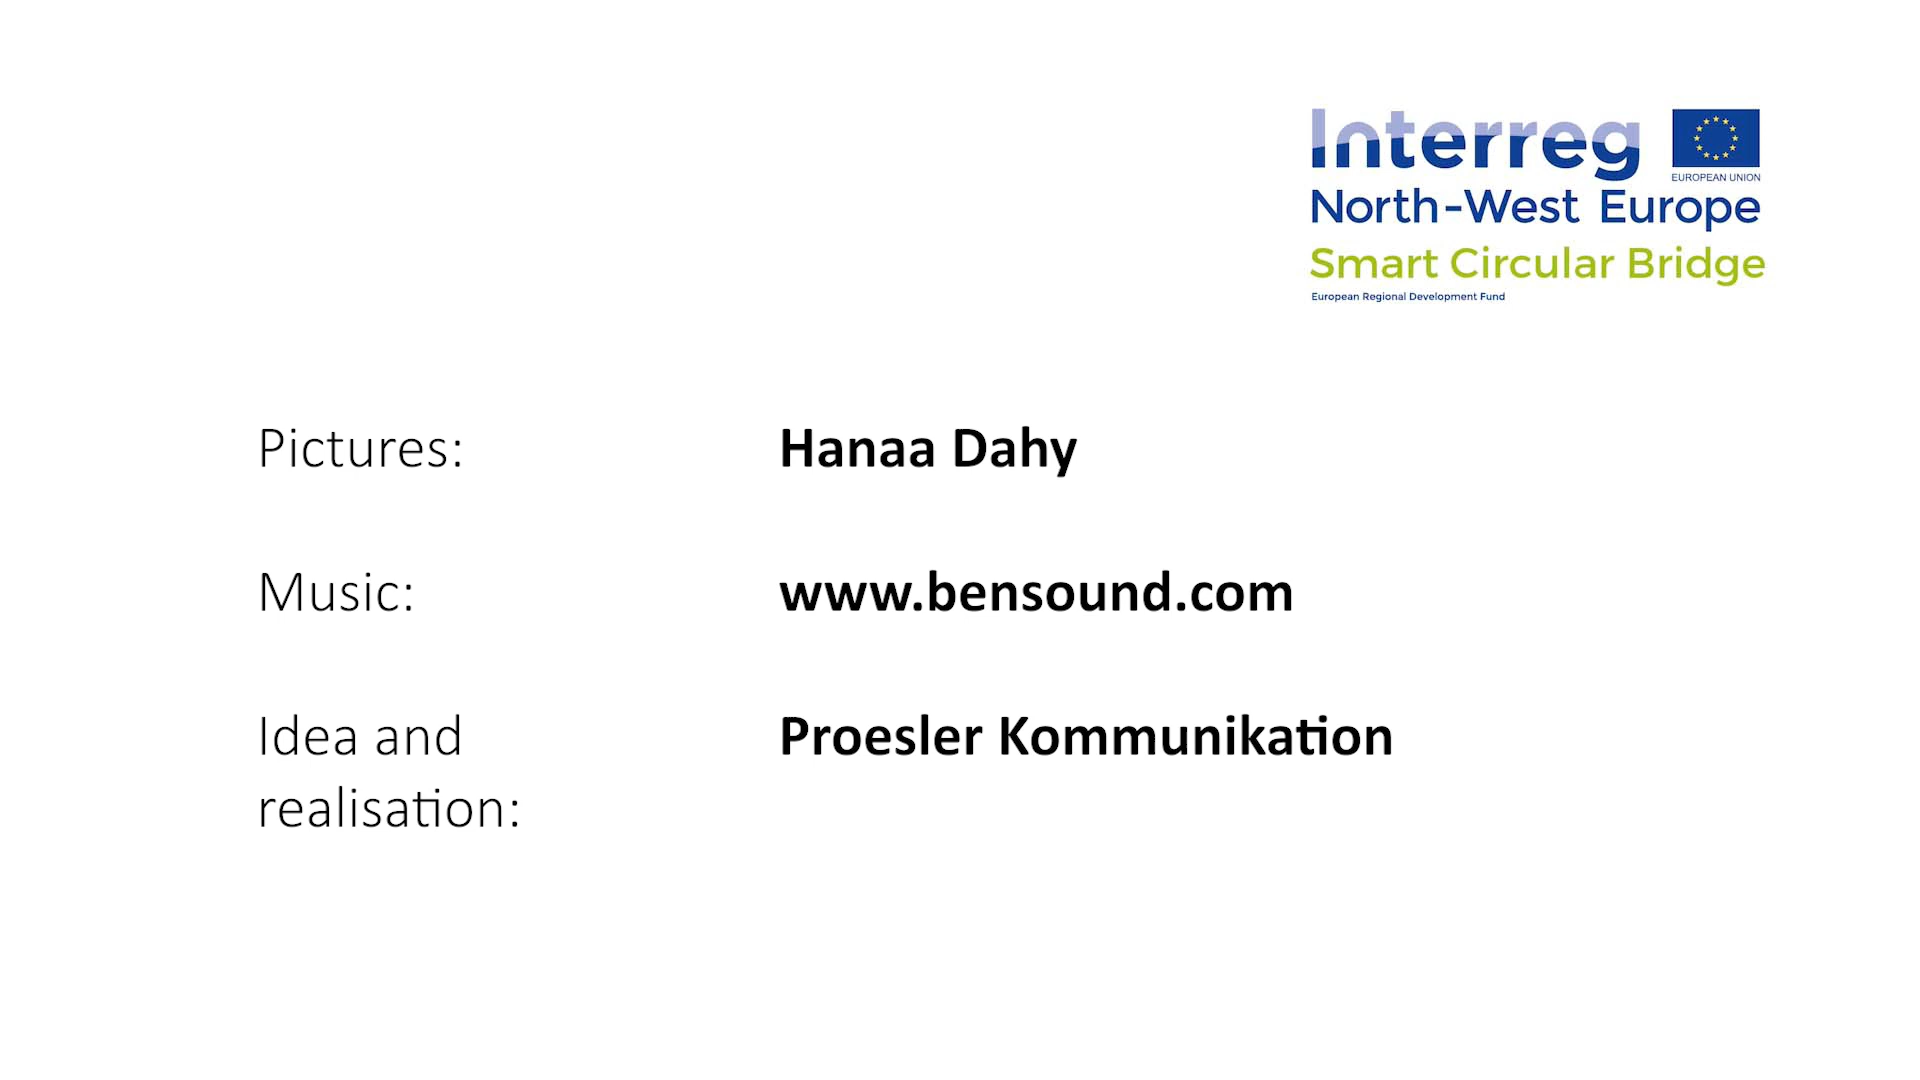 Interreg
EUROPEAN UNION
North-West Europe
Smart Circular Bridge
European Regional Development Fund
Pictures: Hanaa Dahy
Music: www.bensound.com
Idea and Proesler Kommunikation
realisation: